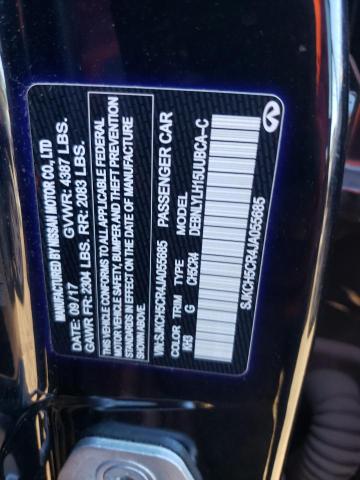 MANUFACTURED BY NISSAN MOTOR CO., LTD
DATE: 09/17 GVWR: 4387 LBS.
GAWR FR: 2304 LBS. RR: 2083 LBS.
THIS VEHICLE CONFORMS TO ALL APPLICABLE FEDERAL
MOTOR VEHICLE SAFETY, BUMPER AND THEFT PREVENTION
STANDARDS IN EFFECT ON THE DATE OF MANUFACTURE
SHOWN ABOVE.
VIN:SJKCH5CR4JA055685 PASSENGER CAR
COLOR TRIM TYPE MODEL
KH3 G CH5CR4 DEBNLYLH15UUBCA-C
SJKCH5CR4JA055685